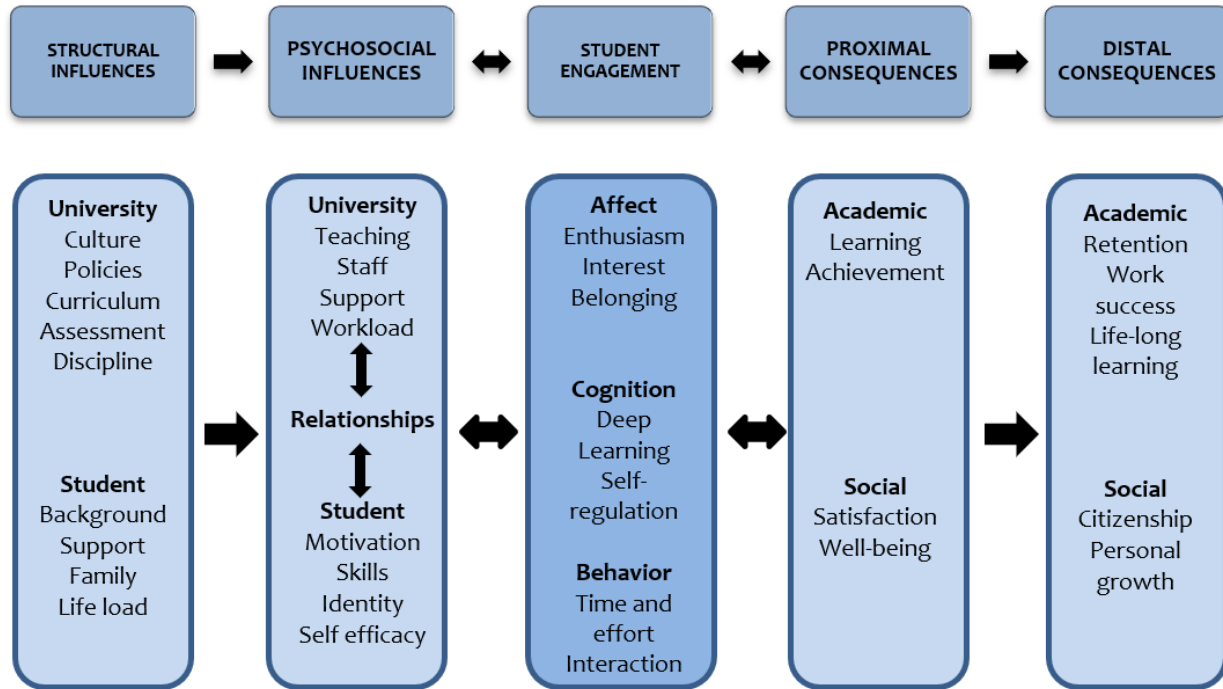 STRUCTURAL
INFLUENCES
PSYCHOSOCIAL
INFLUENCES
STUDENT
ENGAGEMENT
PROXIMAL
CONSEQUENCES
DISTAL
CONSEQUENCES
University
Culture
Policies
Curriculum
Assessment
Discipline
Student
Background
Support
Family
Life load
University
Teaching
Staff
Support
Workload
Relationships
Student
Motivation
Skills
Identity
Self efficacy
Affect
Enthusiasm
Interest
Belonging
Cognition
Deep
Learning
Self-
regulation
Behavior
Time and
effort
Interaction
Academic
Learning
Achievement
Social
Satisfaction
Well-being
Academic
Retention
Work
success
Life-long
learning
Social
Citizenship
Personal
growth